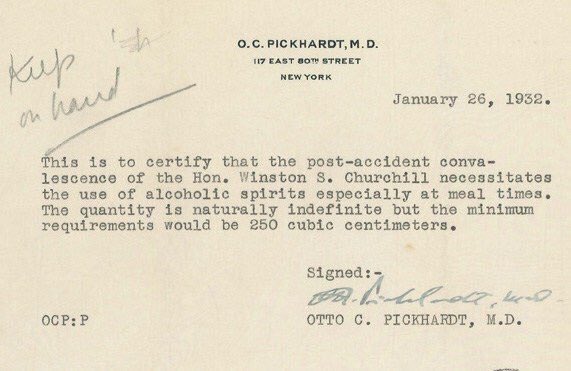 Keep
on hand
O. C. PICKHARDT, M. D.
117 EAST 80TH STREET
NEW YORK
January 26, 1932.
This is to certify that the post-accident conva-
lescence of the Hon. Winston S. Churchill necessitates
the use of alcoholic spirits especially at meal times.
The quantity is naturally indefinite but the minimum
requirements would be 250 cubic centimeters.
Signed:-
OCP:P
OTTO C. PICKHARDT, M.D.